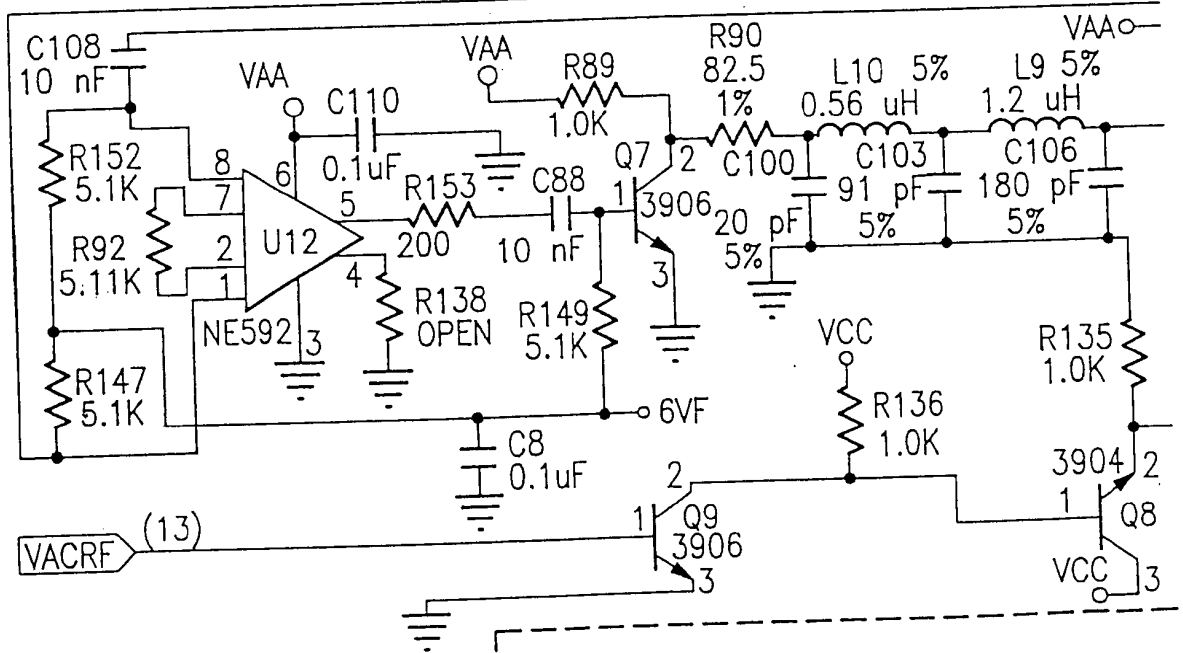 C108
10 nF
VAA
C110
0.1uF
VAA
R89
1.0K
R90
82.5
1%
L10 5%
0.56 uH
L9 5%
1.2 uH
VAA
R152
5.1K
8
7
2
1
6
5
4
3
U12
NE592
R92
5.11K
R153
200
C88
10 nF
Q7
1
2
3906
3
C100
20 pF
5%
C103
91 pF
5%
C106
180 pF
5%
R138
OPEN
R149
5.1K
R147
5.1K
6VF
C8
0.1uF
VCC
R136
1.0K
R135
1.0K
VACRF
(13)
1
2
Q9
3906
3
3904
2
1
Q8
VCC
3